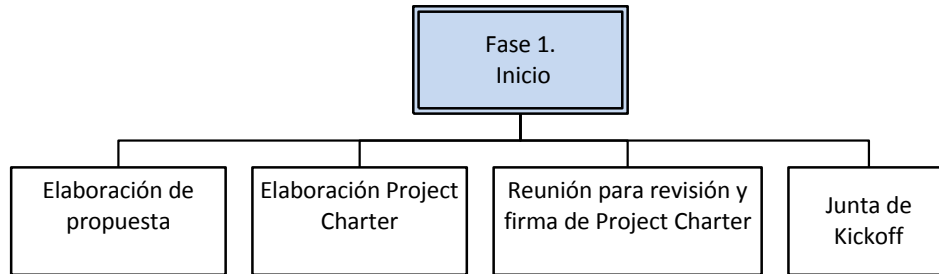 Fase 1.
Inicio
Elaboración de
propuesta
Elaboración Project
Charter
Reunión para revisión y
firma de Project Charter
Junta de
Kickoff